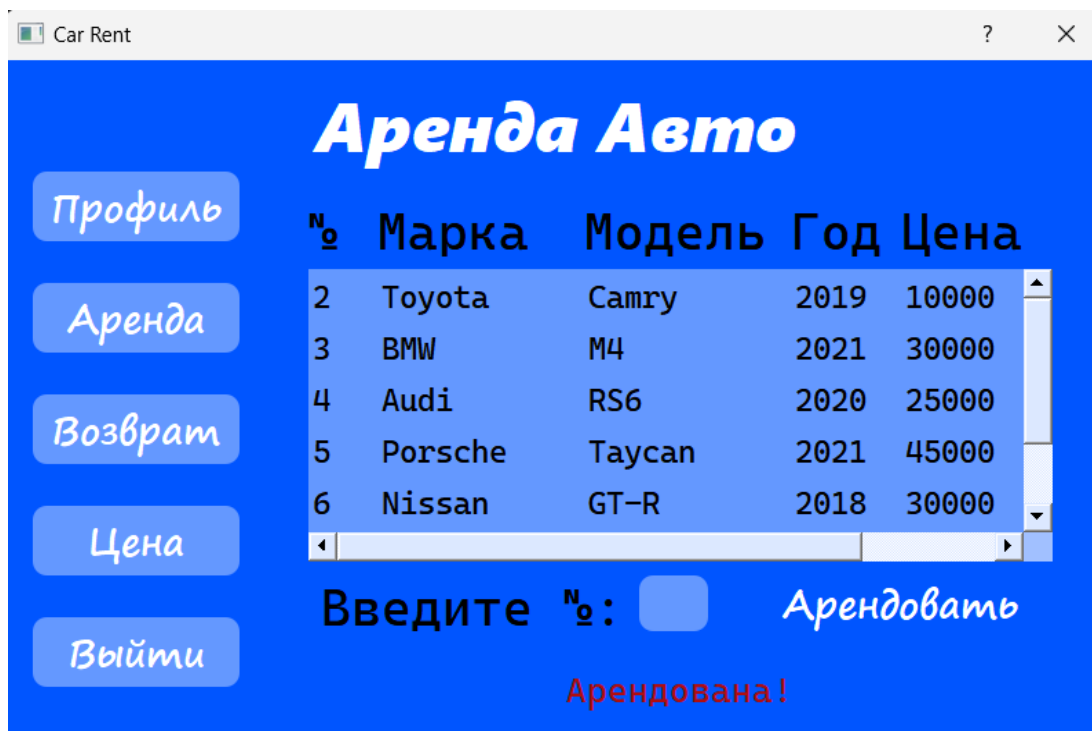 Car Rent
?
Аренда Авто
Профиль
Аренда
Возврат
Цена
Выйти
№ Марка Модель Год Цена
2 Toyota Camry 2019 10000
3 BMW M4 2021 30000
4 Audi RS6 2020 25000
5 Porsche Taycan 2021 45000
6 Nissan GT-R 2018 30000
Введите №: Арендовать
Арендована!